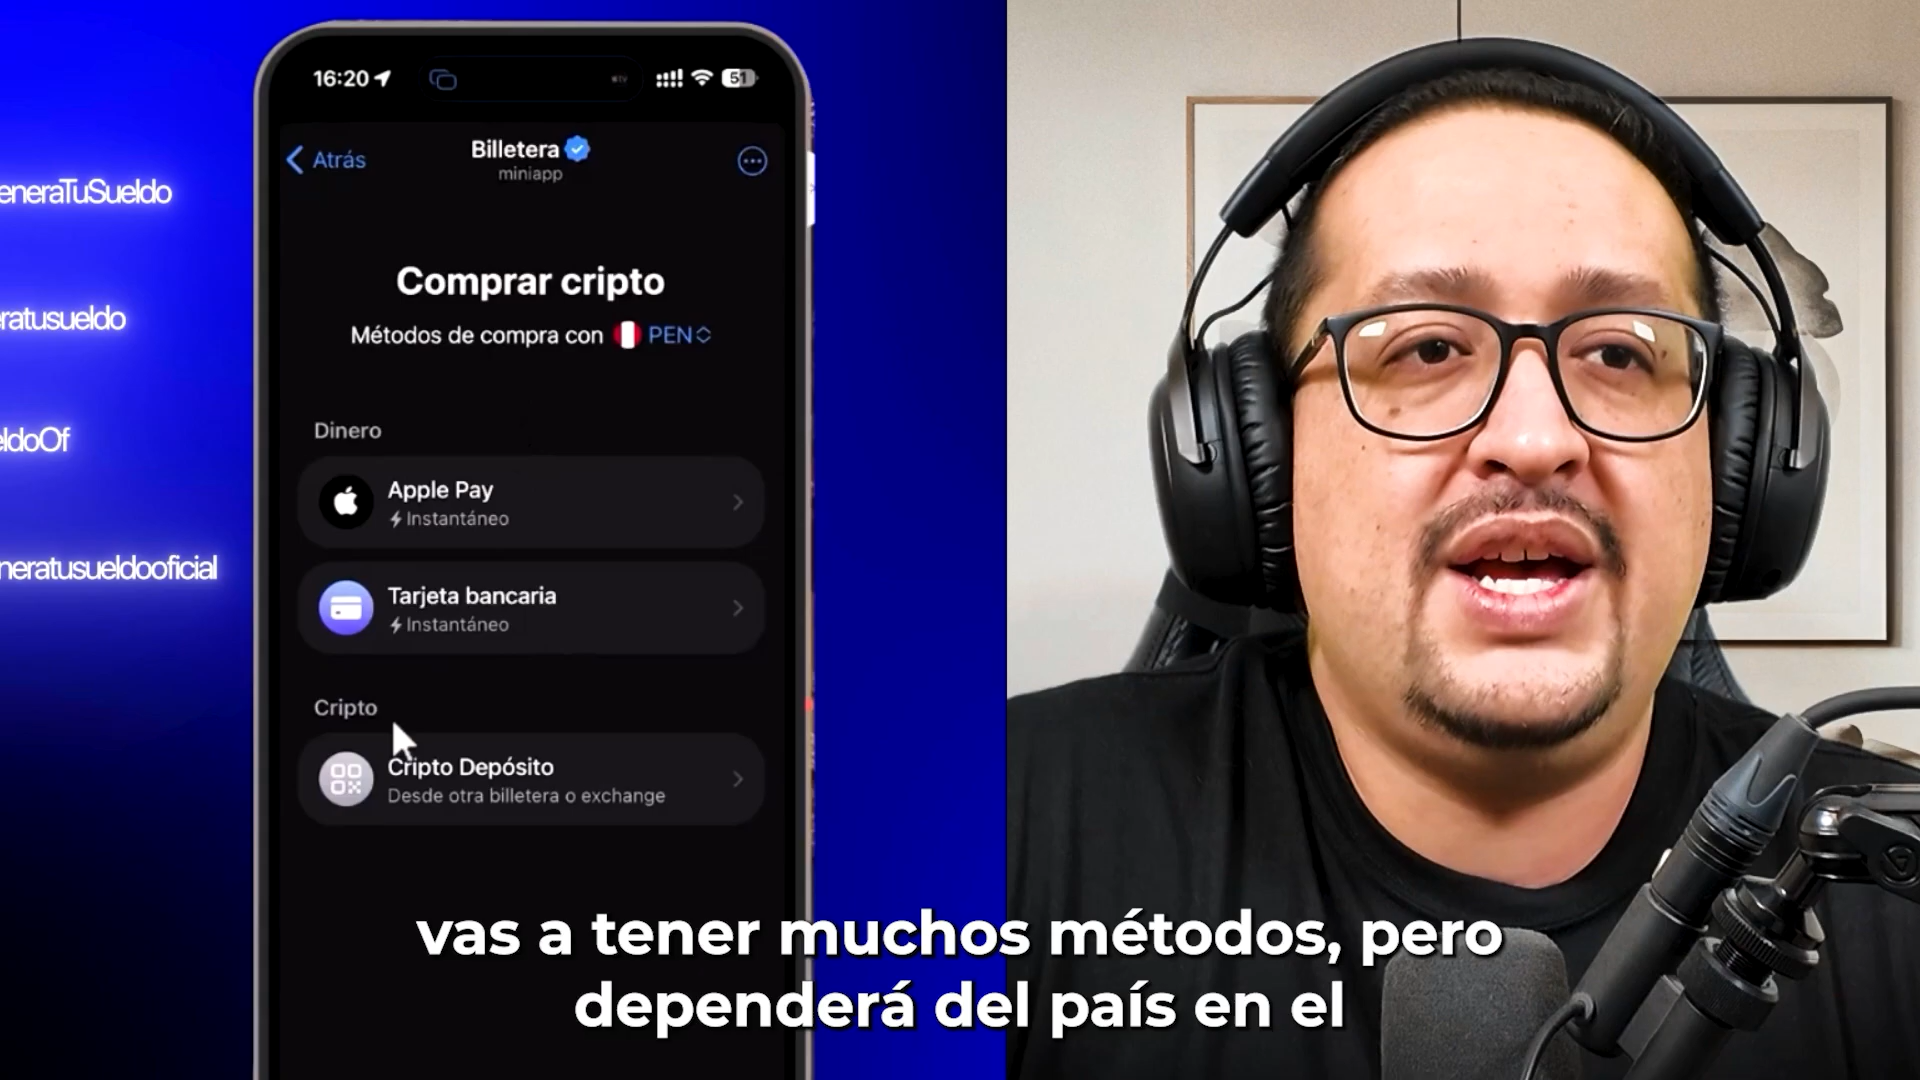 eneraTuSueldo
ratusueldo
eldoOf
neratusueldooficial
16:20
51
Atrás
Billetera
miniapp
Comprar cripto
Métodos de compra con PEN
Dinero
Apple Pay
Instantáneo
Tarjeta bancaria
Instantáneo
Cripto
Cripto Depósito
Desde otra billetera o exchange
vas a tener muchos métodos, pero
dependerá del país en el